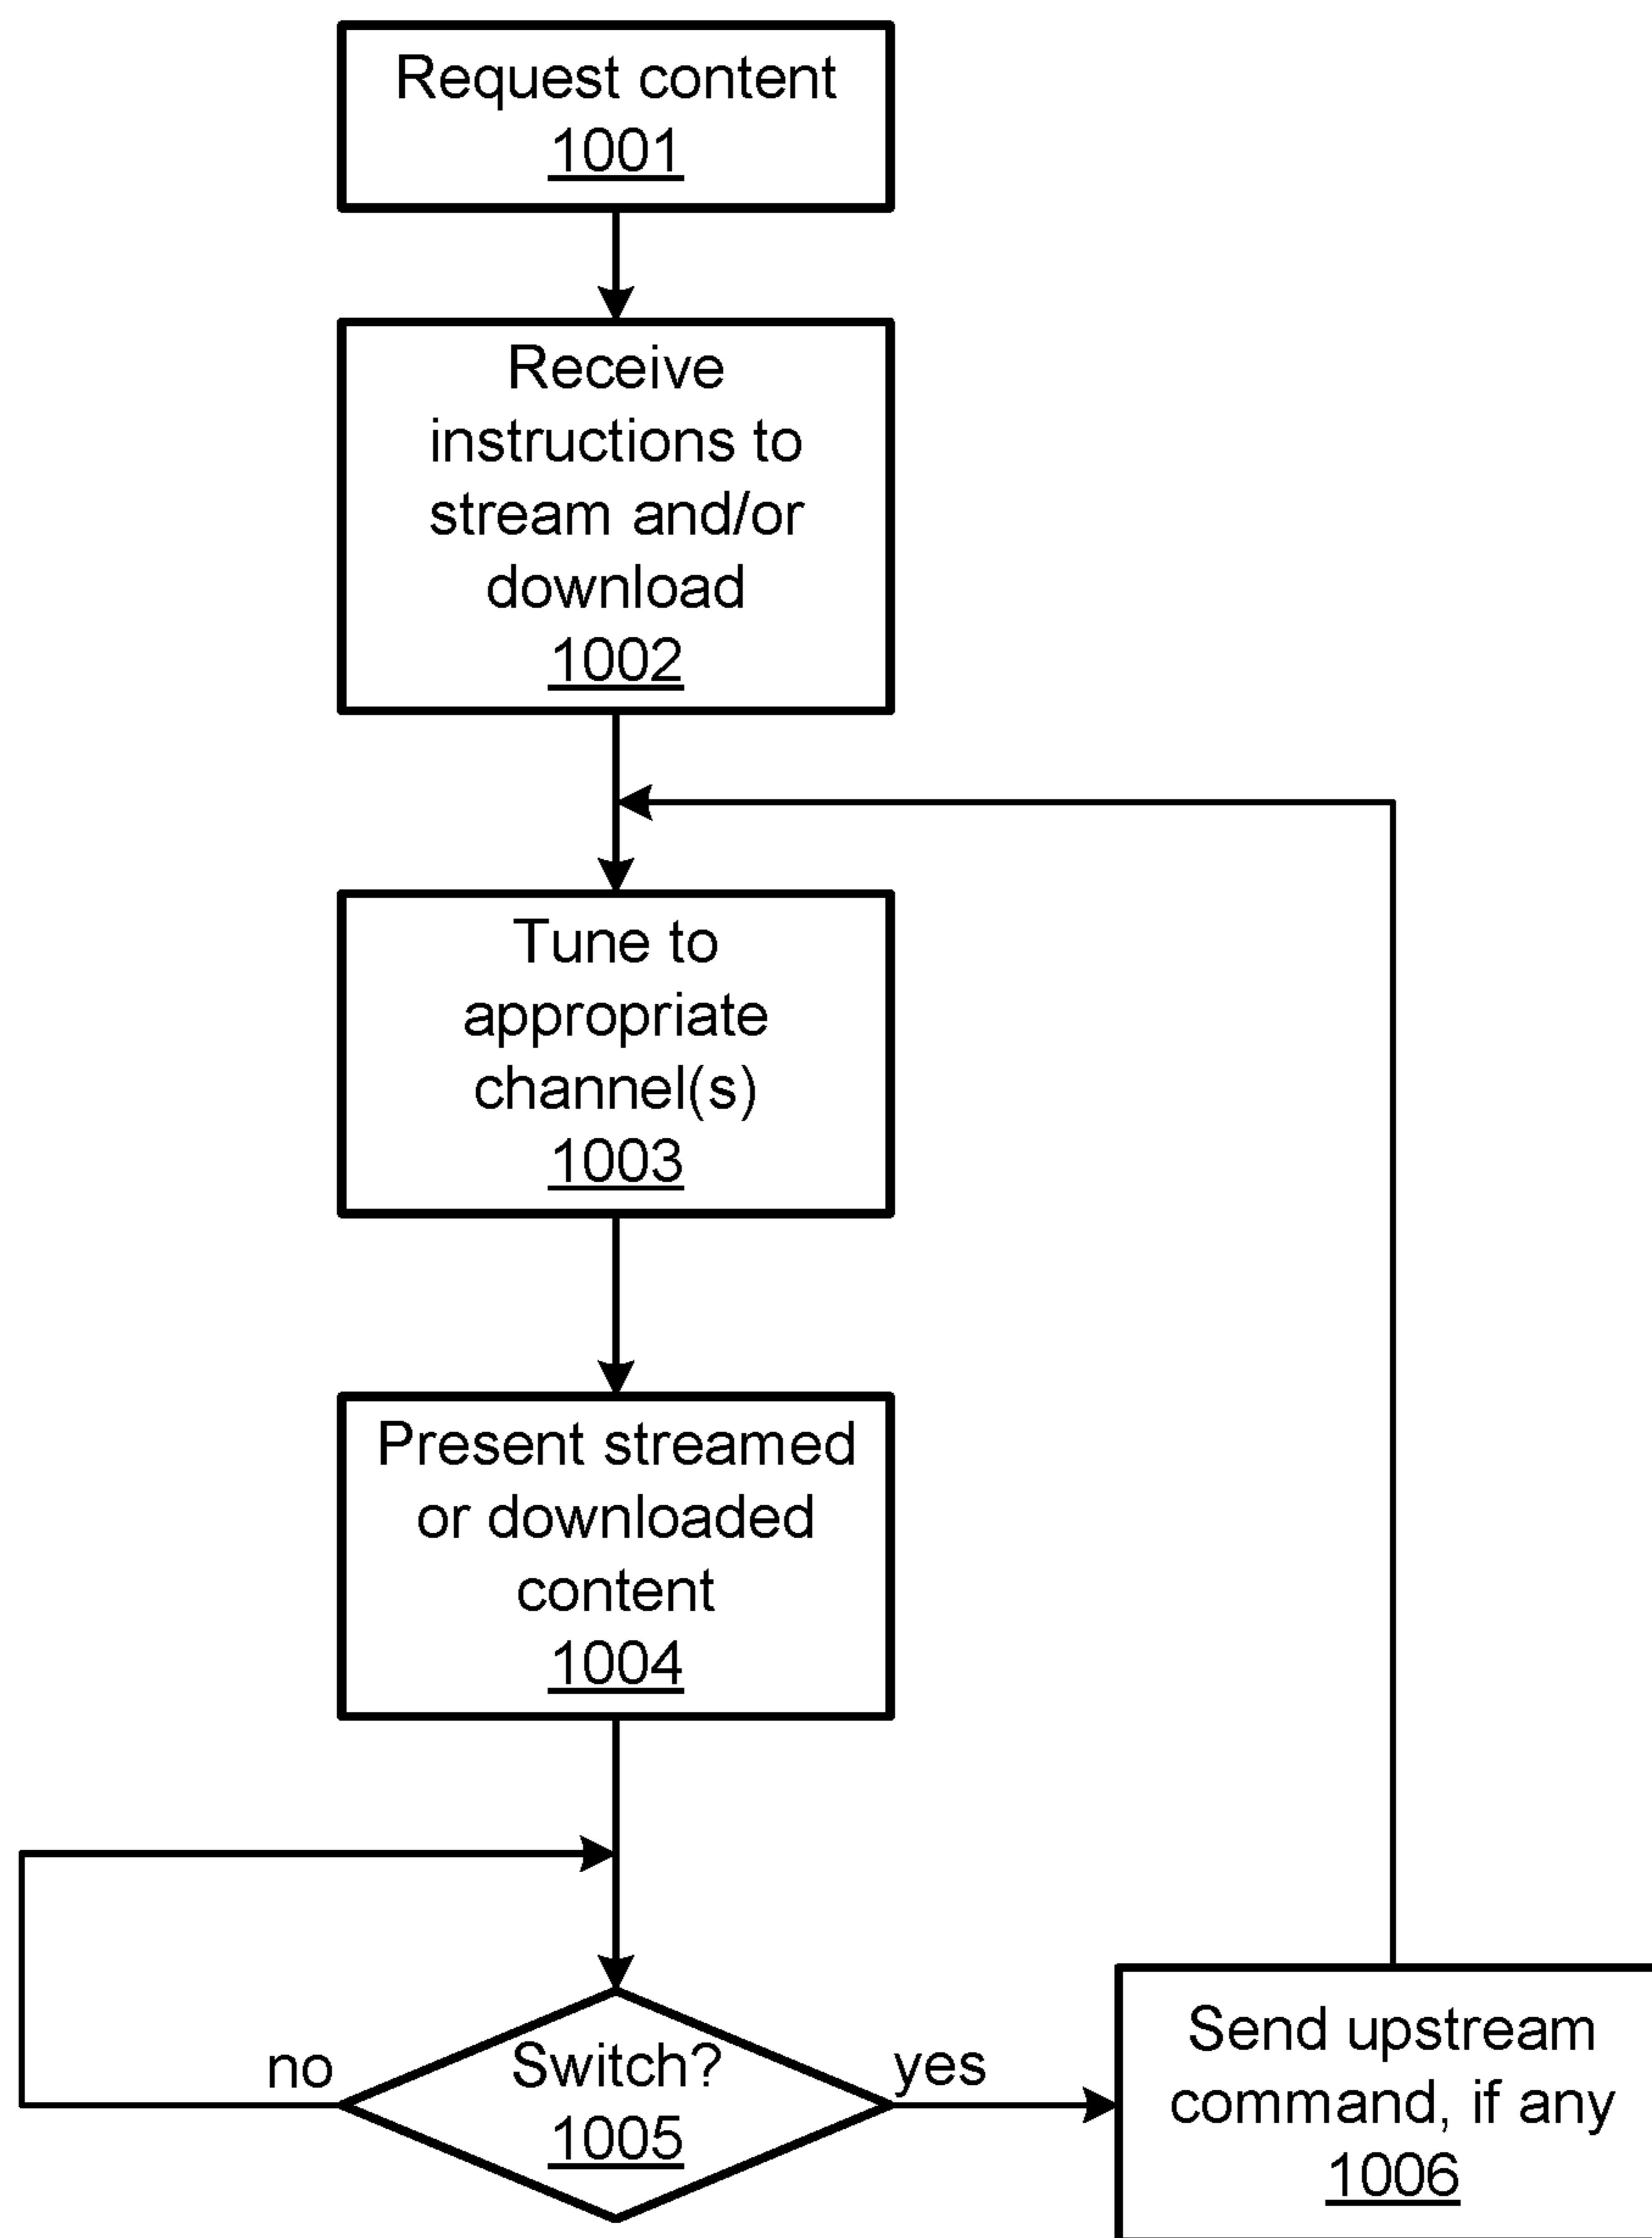 Request content
1001
Receive
instructions to
stream and/or
download
1002
Tune to
appropriate
channel(s)
1003
Present streamed
or downloaded
content
1004
no
Switch?
1005
yes
Send upstream
command, if any
1006